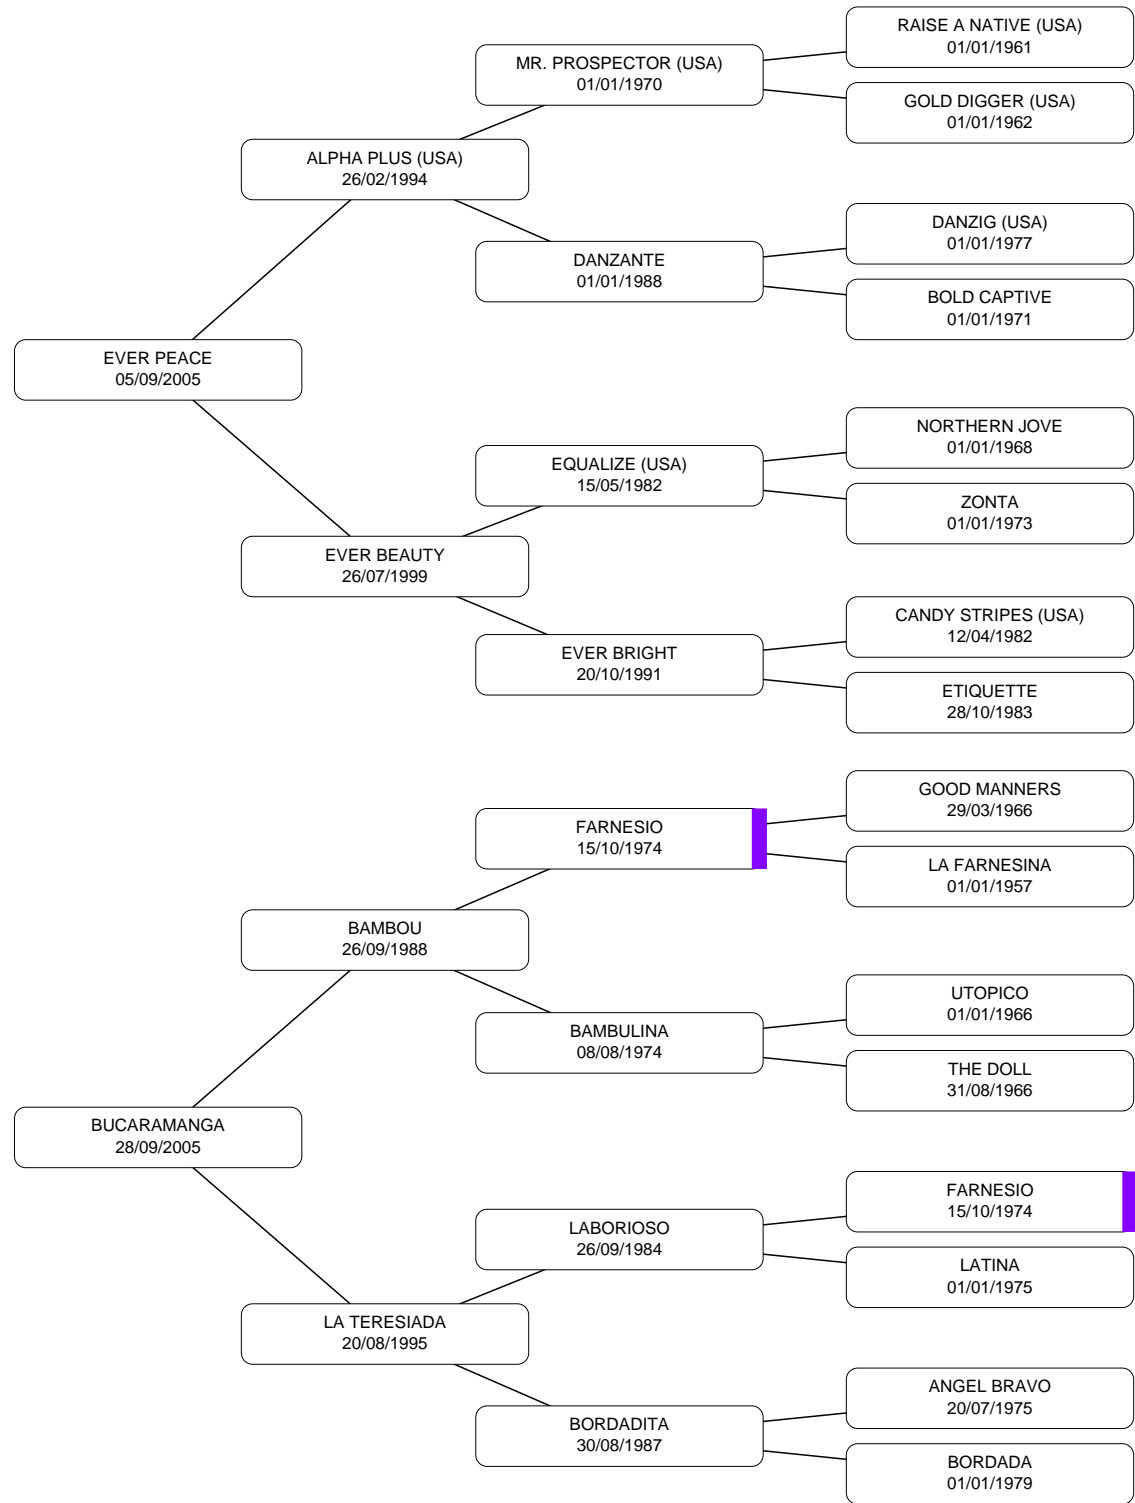 RAISE A NATIVE (USA)
01/01/1961
MR. PROSPECTOR (USA)
01/01/1970
GOLD DIGGER (USA)
01/01/1962
ALPHA PLUS (USA)
26/02/1994
DANZIG (USA)
01/01/1977
DANZANTE
01/01/1988
BOLD CAPTIVE
01/01/1971
EVER PEACE
05/09/2005
NORTHERN JOVE
01/01/1968
EQUALIZE (USA)
15/05/1982
ZONTA
01/01/1973
EVER BEAUTY
26/07/1999
CANDY STRIPES (USA)
12/04/1982
EVER BRIGHT
20/10/1991
ETIQUETTE
28/10/1983
GOOD MANNERS
29/03/1966
FARNESIO
15/10/1974
LA FARNESINA
01/01/1957
BAMBOU
26/09/1988
UTOPICO
01/01/1966
BAMBULINA
08/08/1974
THE DOLL
31/08/1966
BUCARAMANGA
28/09/2005
FARNESIO
15/10/1974
LABORIOSO
26/09/1984
LATINA
01/01/1975
LA TERESIADA
20/08/1995
ANGEL BRAVO
20/07/1975
BORDADITA
30/08/1987
BORDADA
01/01/1979